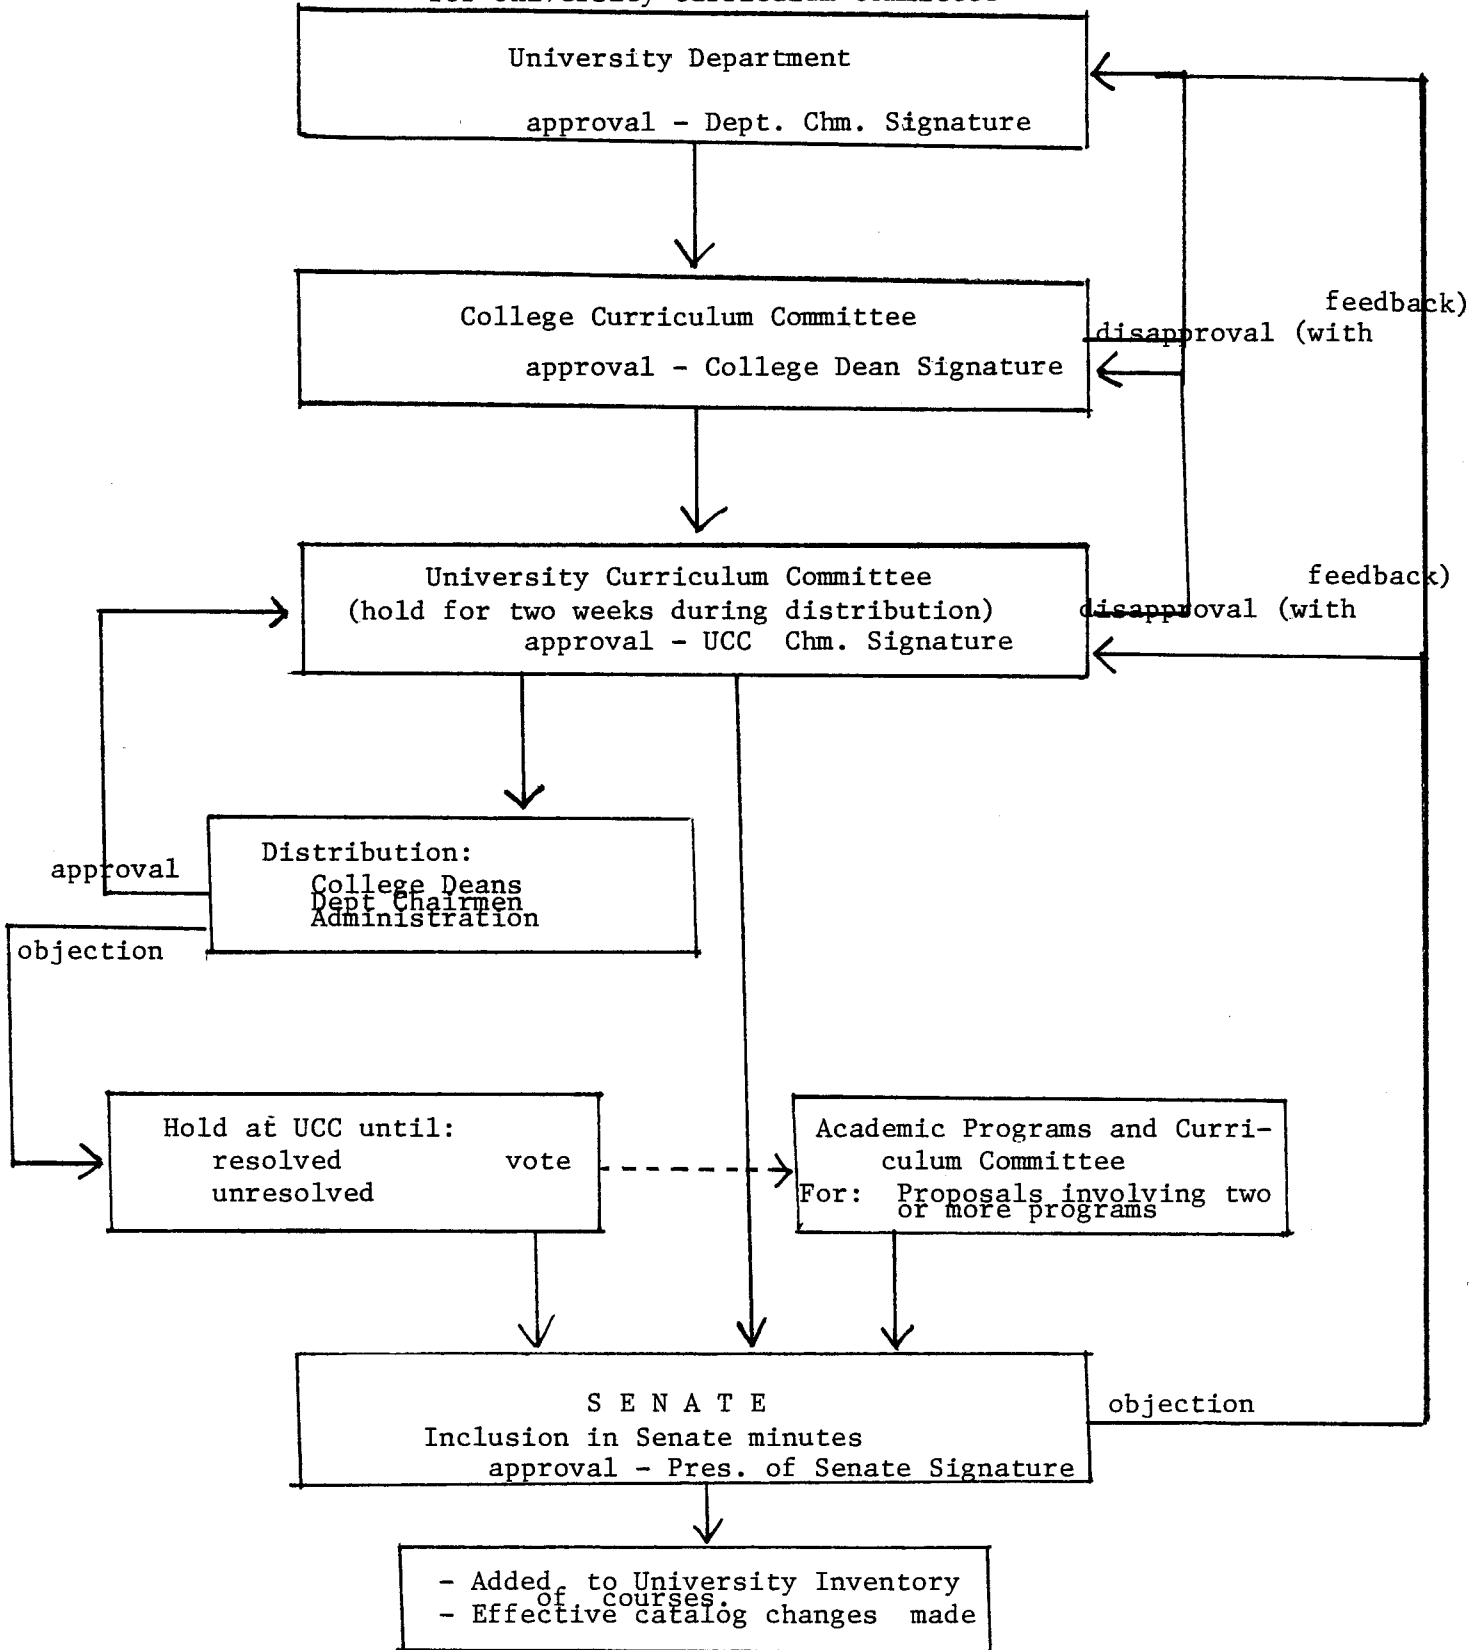 University Department
approval - Dept. Chm. Signature
College Curriculum Committee
feedback)
disapproval (with
approval - College Dean Signature
University Curriculum Committee
feedback)
(hold for two weeks during distribution)
disapproval (with
approval - UCC  Chm. Signature
Distribution:
approval
College Deans
Dept Chairmen
Administration
objection
Hold at UCC until:
resolved
vote
unresolved
Academic Programs and Curri-
culum Committee
For:  Proposals involving two
or more programs
S E N A T E
objection
Inclusion in Senate minutes
approval - Pres. of Senate Signature
- Added  to University Inventory
of  courses.
- Effective catalog changes  made